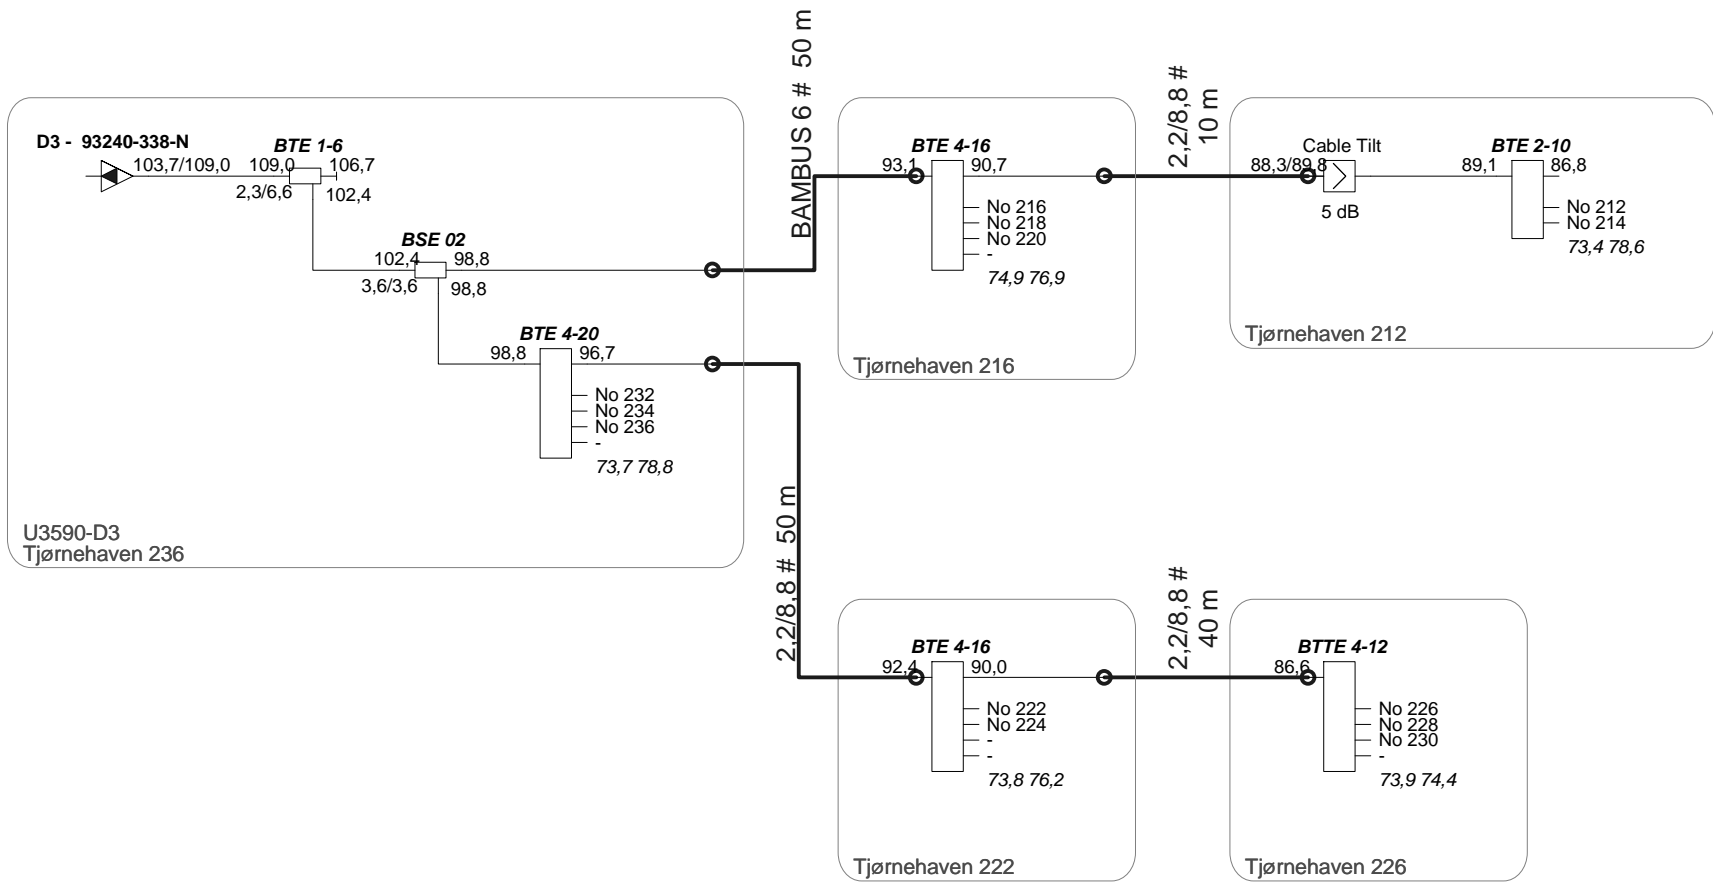 D3 - 93240-338-N
103,7/109,0
BTE 1-6
109,0
106,7
2,3/6,6
102,4
BSE 02
102,4
98,8
3,6/3,6
98,8
BTE 4-20
98,8
96,7
No 232
No 234
No 236
-
73,7 78,8
U3590-D3
Tjørnehaven 236
BAMBUS 6 # 50 m
BTE 4-16
93,1
90,7
No 216
No 218
No 220
-
74,9 76,9
Tjørnehaven 216
2,2/8,8 #
10 m
Cable Tilt
88,3/89,8
5 dB
BTE 2-10
89,1
86,8
No 212
No 214
73,4 78,6
Tjørnehaven 212
2,2/8,8 # 50 m
BTE 4-16
92,4
90,0
No 222
No 224
-
-
73,8 76,2
Tjørnehaven 222
2,2/8,8 #
40 m
BTTE 4-12
86,6
No 226
No 228
No 230
-
73,9 74,4
Tjørnehaven 226